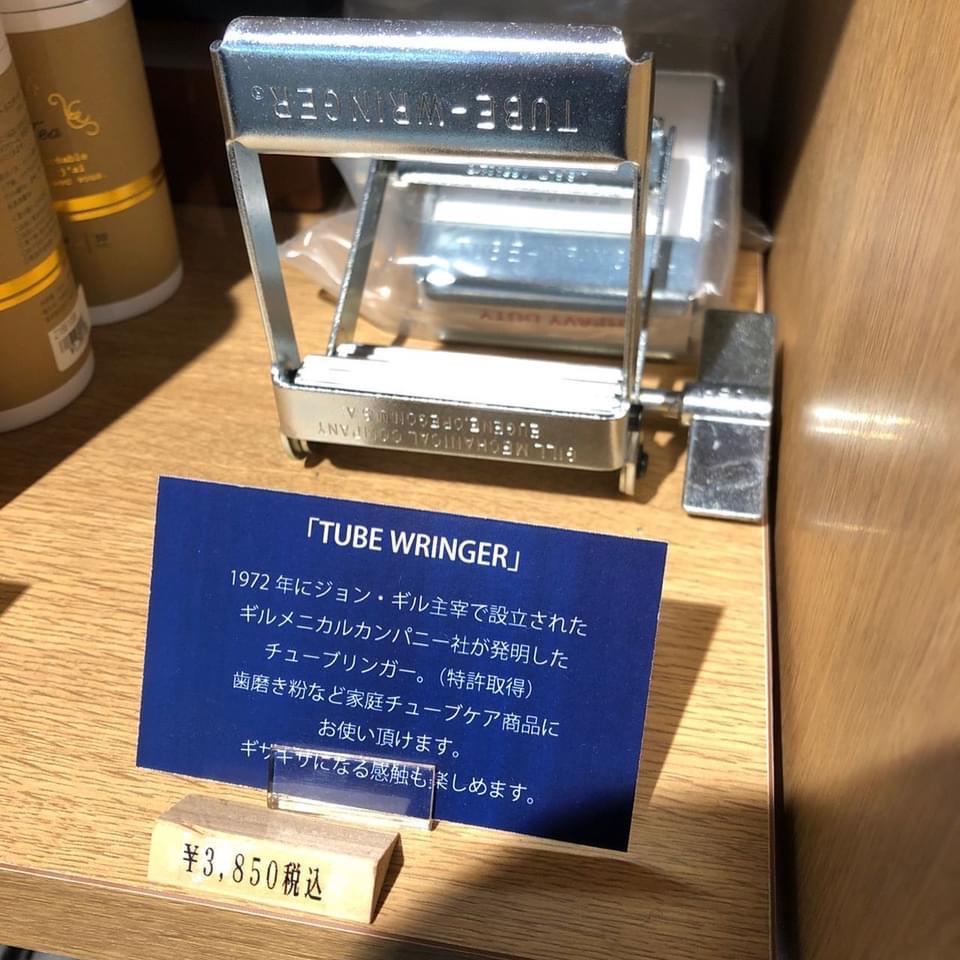 TUBE-WRINGER®
HEAVY DUTY
GILL MECHANICAL COMPANY
EUGENE, OREGON U.S.A.
「TUBE WRINGER」
1972 年にジョン・ギル主宰で設立された
ギルメニカルカンパニー社が発明した
チューブリンガー。（特許取得）
歯磨き粉など家庭チューブケア商品に
お使い頂けます。
ギザギザになる感触も楽しめます。
¥3,850税込